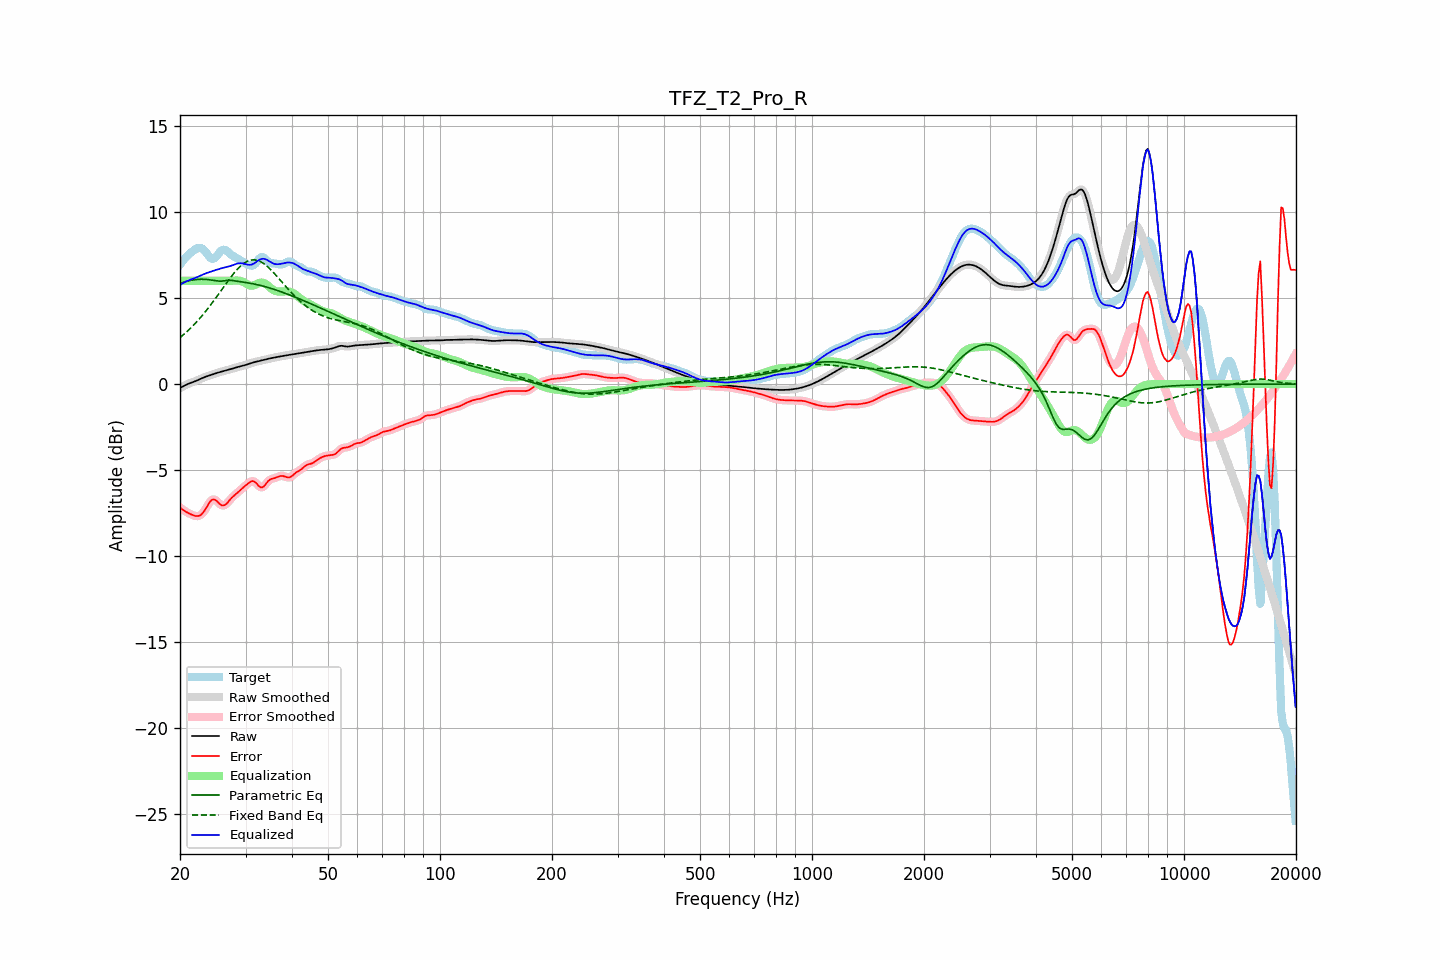 TFZ_T2_Pro_R
15
10
5
0
−5
−10
−15
−20
−25
Amplitude (dBr)
Target
Raw Smoothed
Error Smoothed
Raw
Error
Equalization
Parametric Eq
Fixed Band Eq
Equalized
20 50 100 200 500 1000 2000 5000 10000 20000
Frequency (Hz)